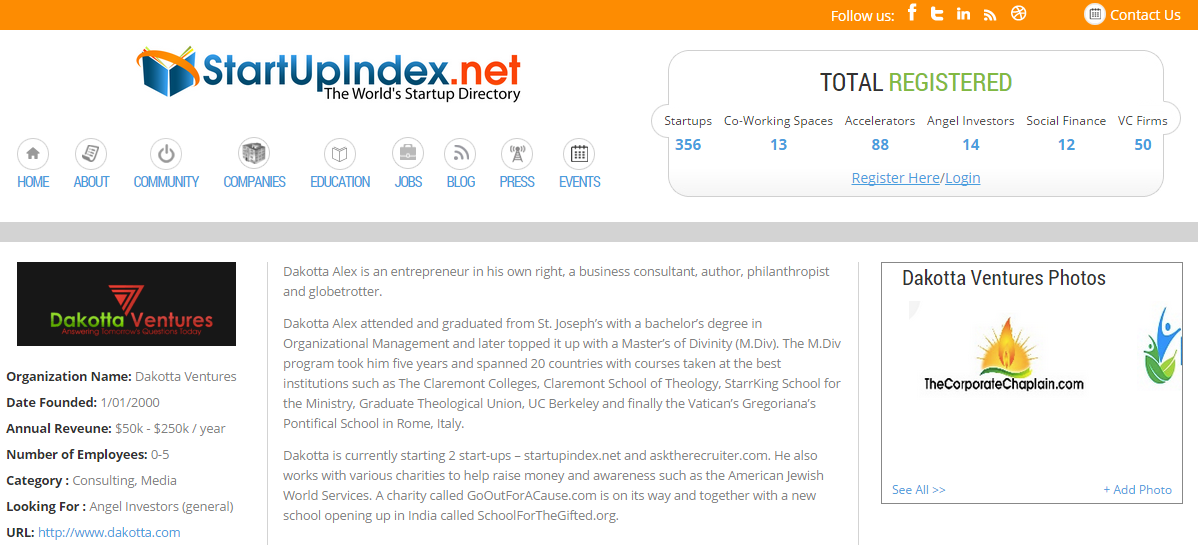 Follow us:
Contact Us
StartUpIndex.net
The World's Startup Directory
TOTAL REGISTERED
Startups Co-Working Spaces Accelerators Angel Investors Social Finance VC Firms
356 13 88 14 12 50
Register Here/Login
HOME ABOUT COMMUNITY COMPANIES EDUCATION JOBS BLOG PRESS EVENTS
Dakotta Ventures
Answering Tomorrow's Questions Today
Organization Name: Dakotta Ventures
Date Founded: 1/01/2000
Annual Reveune: $50k - $250k / year
Number of Employees: 0-5
Category : Consulting, Media
Looking For : Angel Investors (general)
URL: http://www.dakotta.com
Dakotta Alex is an entrepreneur in his own right, a business consultant, author, philanthropist
and globetrotter.
Dakotta Alex attended and graduated from St. Joseph’s with a bachelor’s degree in
Organizational Management and later topped it up with a Master’s of Divinity (M.Div). The M.Div
program took him five years and spanned 20 countries with courses taken at the best
institutions such as The Claremont Colleges, Claremont School of Theology, StarrKing School for
the Ministry, Graduate Theological Union, UC Berkeley and finally the Vatican’s Gregoriana’s
Pontifical School in Rome, Italy.
Dakotta is currently starting 2 start-ups – startupindex.net and asktherecruiter.com. He also
works with various charities to help raise money and awareness such as the American Jewish
World Services. A charity called GoOutForACause.com is on its way and together with a new
school opening up in India called SchoolForTheGifted.org.
Dakotta Ventures Photos
TheCorporateChaplain.com
See All >>
+ Add Photo